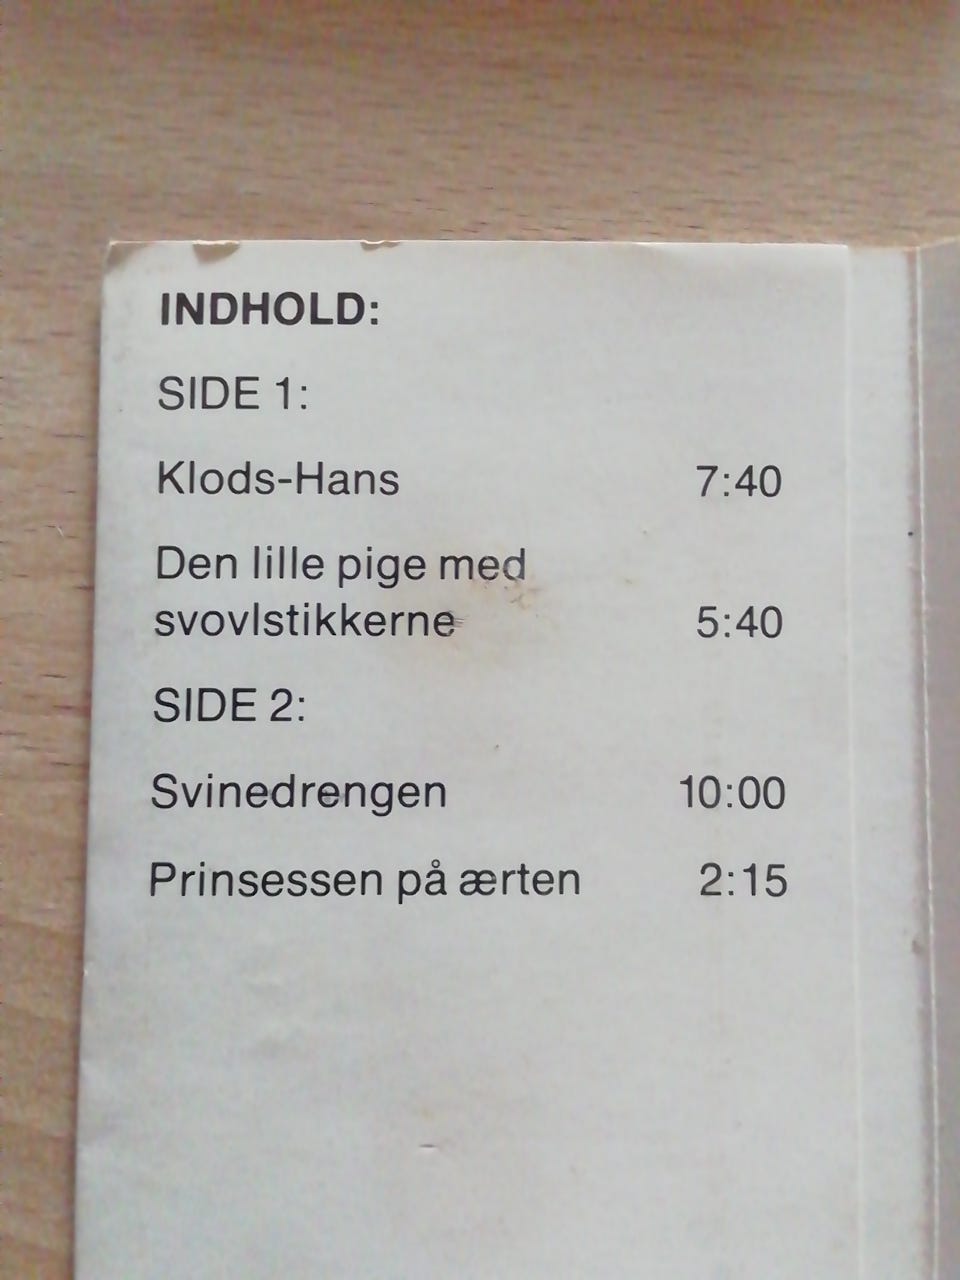 INDHOLD:
SIDE 1:
Klods-Hans 7:40
Den lille pige med
svovlstikkerne 5:40
SIDE 2:
Svinedrengen 10:00
Prinsessen på ærten 2:15